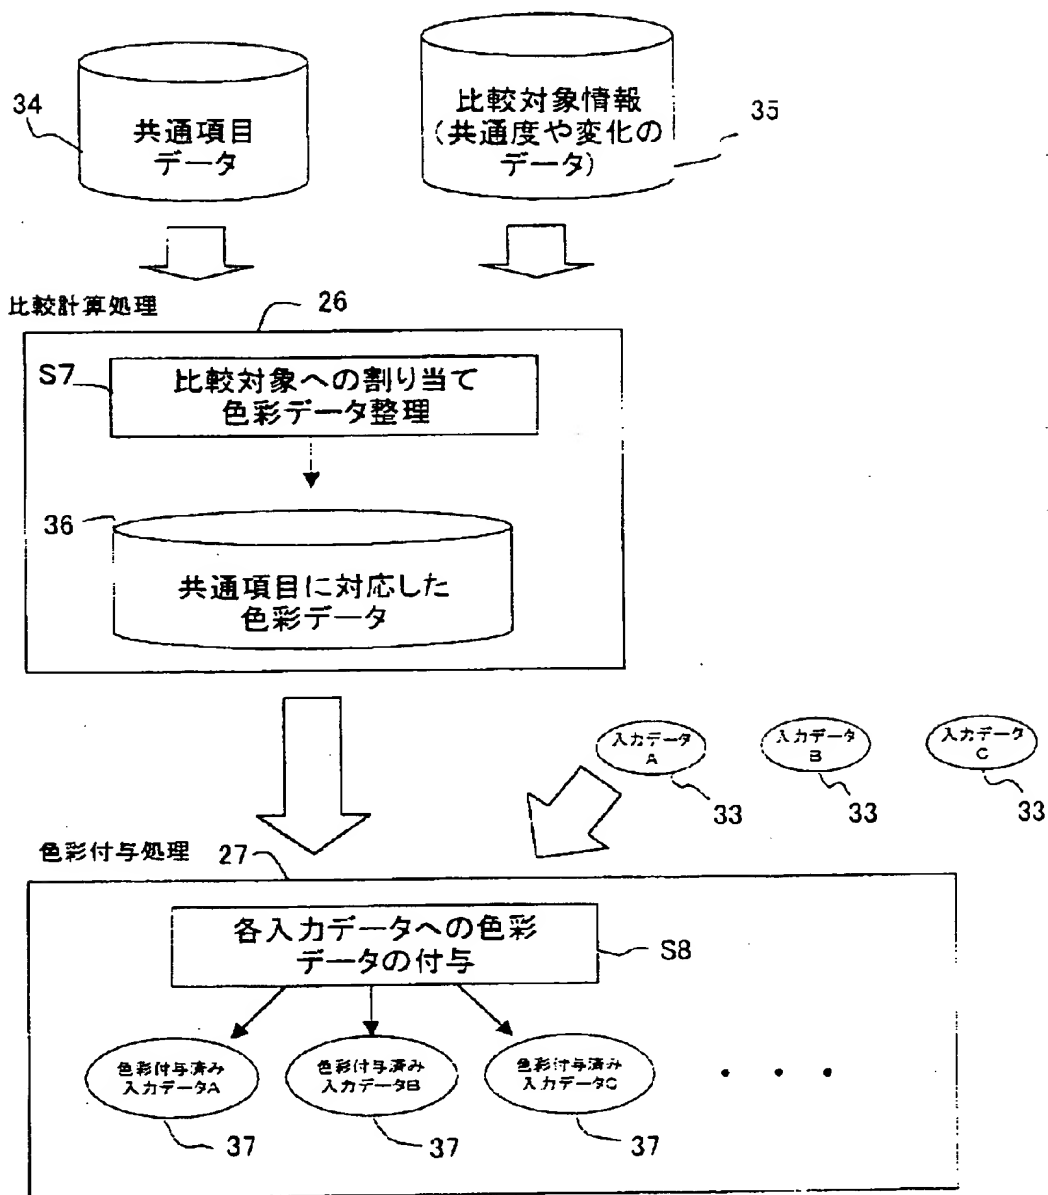 34
共通項目
データ
比較対象情報
(共通度や変化の
データ)
35
比較計算処理
26
S7
比較対象への割り当て
色彩データ整理
36
共通項目に対応した
色彩データ
入力データ
A
入力データ
B
入力データ
C
33
33
33
色彩付与処理
27
各入力データへの色彩
データの付与
S8
色彩付与済み
入力データA
色彩付与済み
入力データB
色彩付与済み
入力データC
・・・
37
37
37